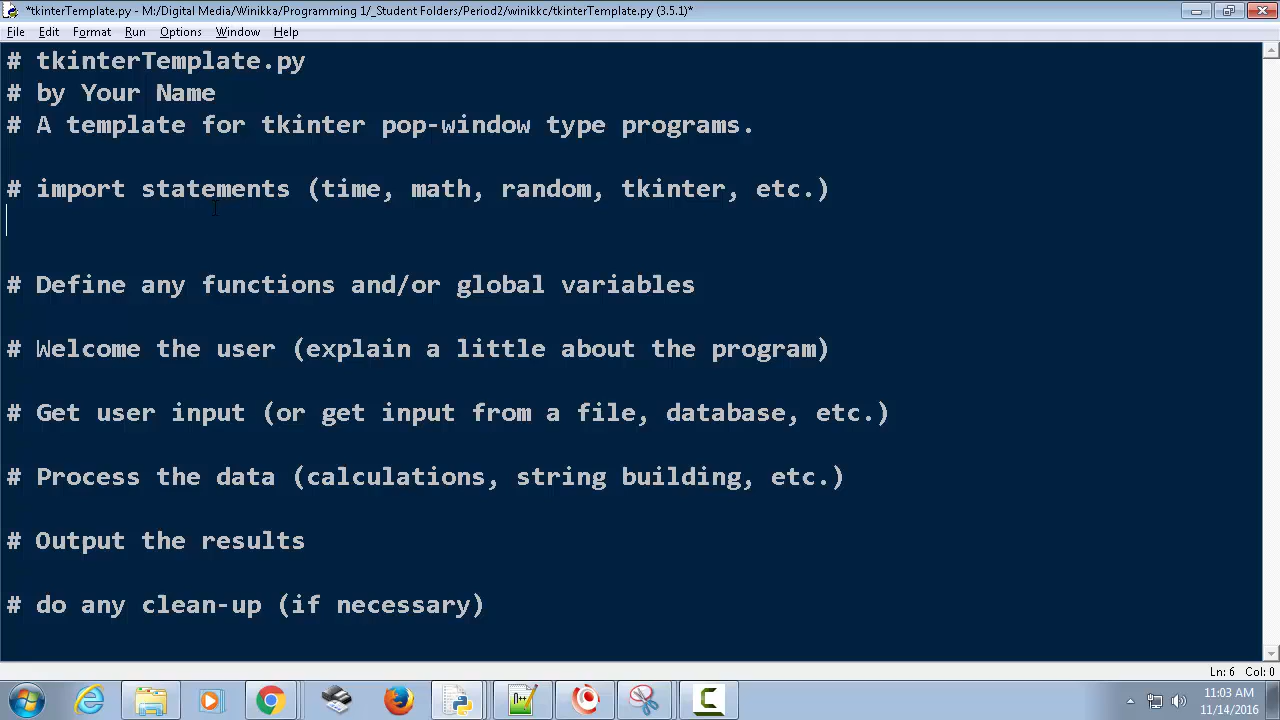 *tkinterTemplate.py - M:/Digital Media/Winikka/Programming 1/_Student Folders/Period2/winikkc/tkinterTemplate.py (3.5.1)*
File Edit Format Run Options Window Help
# tkinterTemplate.py
# by Your Name
# A template for tkinter pop-window type programs.
# import statements (time, math, random, tkinter, etc.)
# Define any functions and/or global variables
# Welcome the user (explain a little about the program)
# Get user input (or get input from a file, database, etc.)
# Process the data (calculations, string building, etc.)
# Output the results
# do any clean-up (if necessary)
Ln: 6 Col: 0
11:03 AM
11/14/2016